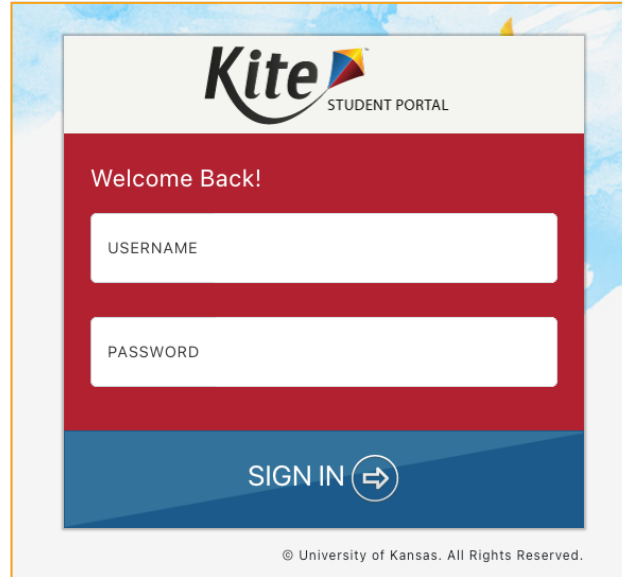 Kite
STUDENT PORTAL
Welcome Back!
USERNAME
PASSWORD
SIGN IN
© University of Kansas. All Rights Reserved.